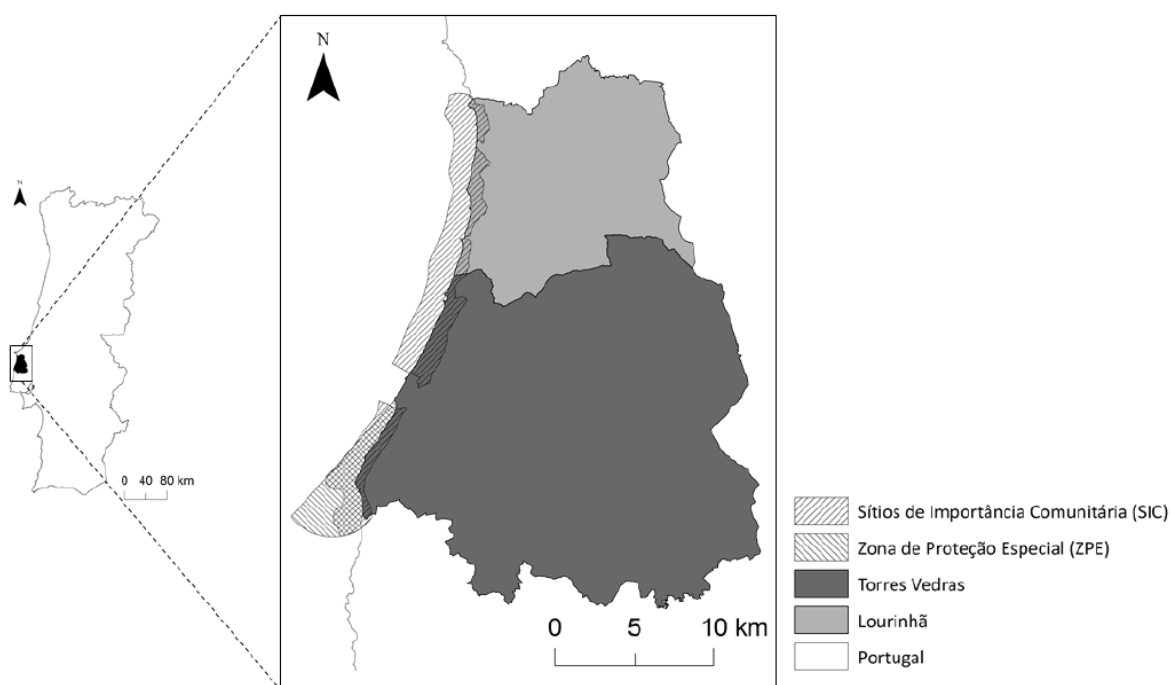 N
N
0 40 80 km
0 5 10 km
Sítios de Importância Comunitária (SIC)
Zona de Proteção Especial (ZPE)
Torres Vedras
Lourinhã
Portugal